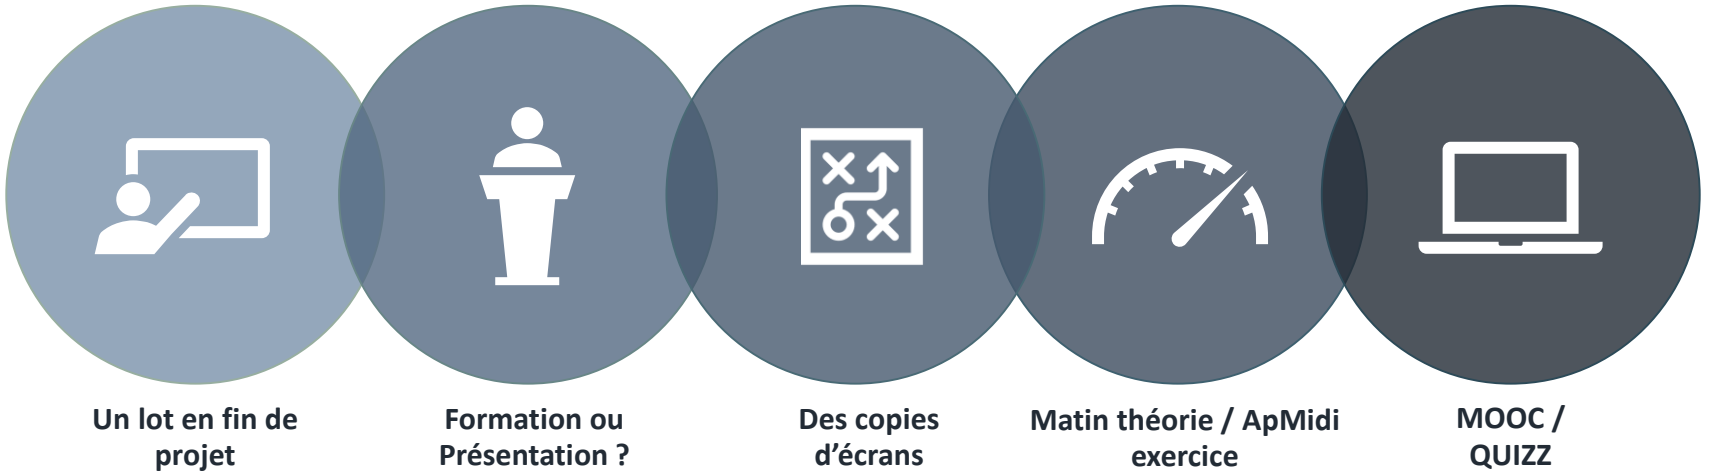 Un lot en fin de
projet
Formation ou
Présentation ?
Des copies
d’écrans
Matin théorie / ApMidi
exercice
MOOC /
QUIZZ